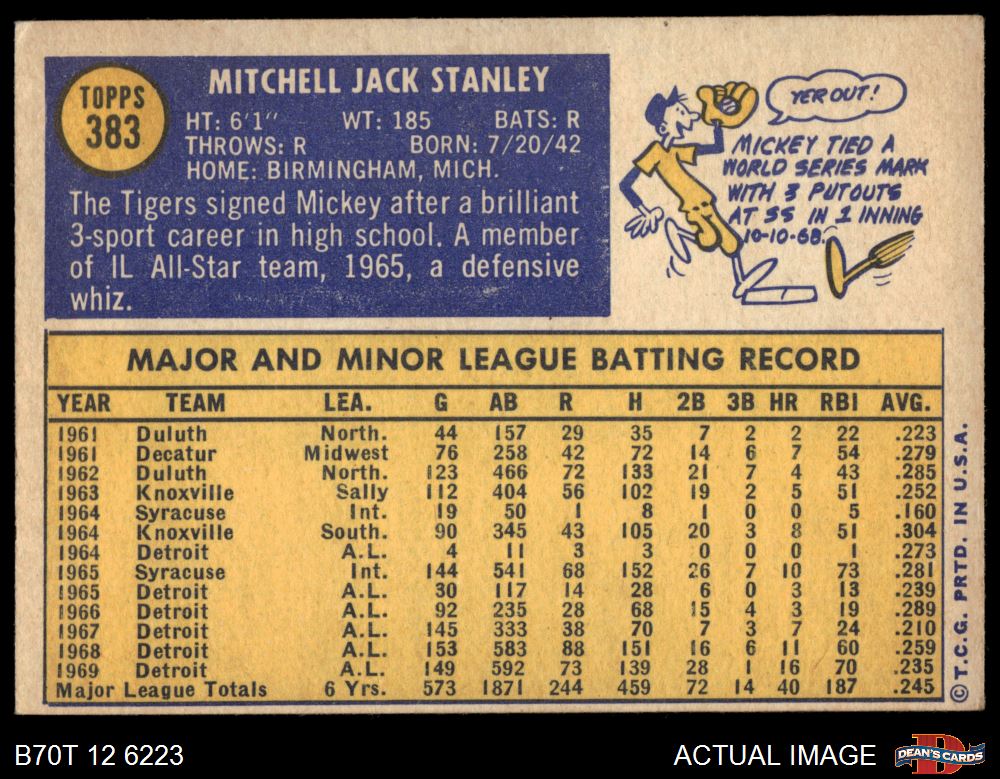 TOPPS
383
MITCHELL JACK STANLEY
HT: 6'1" WT: 185 BATS: R
THROWS: R BORN: 7/20/42
HOME: BIRMINGHAM, MICH.
The Tigers signed Mickey after a brilliant
3-sport career in high school. A member
of IL All-Star team, 1965, a defensive
whiz.
YER OUT!
MICKEY TIED A
WORLD SERIES MARK
WITH 3 PUTOUTS
AT SS IN 1 INNING
10-10-68.
MAJOR AND MINOR LEAGUE BATTING RECORD
YEAR TEAM LEA. G AB R H 2B 3B HR RBI AVG.
1961 Duluth North. 44 157 29 35 7 2 2 22 .223
1961 Decatur Midwest 76 258 42 72 14 6 7 54 .279
1962 Duluth North. 123 466 72 133 21 7 4 43 .285
1963 Knoxville Sally 112 404 56 102 19 2 5 51 .252
1964 Syracuse Int. 19 50 1 8 1 0 0 5 .160
1964 Knoxville South. 90 345 43 105 20 3 8 51 .304
1964 Detroit A.L. 4 11 3 3 0 0 0 1 .273
1965 Syracuse Int. 144 541 68 152 26 7 10 73 .281
1965 Detroit A.L. 30 117 14 28 6 0 3 13 .239
1966 Detroit A.L. 92 235 28 68 15 4 3 19 .289
1967 Detroit A.L. 145 333 38 70 7 3 7 24 .210
1968 Detroit A.L. 153 583 88 151 16 6 11 60 .259
1969 Detroit A.L. 149 592 73 139 28 1 16 70 .235
Major League Totals 6 Yrs. 573 1871 244 459 72 14 40 187 .245
© T.C.G. PRTD. IN U.S.A.
B70T 12 6223
ACTUAL IMAGE
D
DEAN'S CARDS